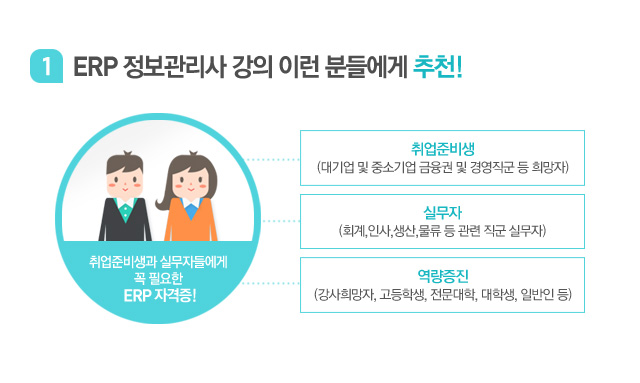 1 ERP 정보관리사 강의 이런 분들에게 추천!
취업준비생과 실무자들에게
꼭 필요한
ERP 자격증!
취업준비생
(대기업 및 중소기업 금융권 및 경영직군 등 희망자)
실무자
(회계,인사,생산,물류 등 관련 직군 실무자)
역량증진
(강사희망자, 고등학생, 전문대학, 대학생, 일반인 등)